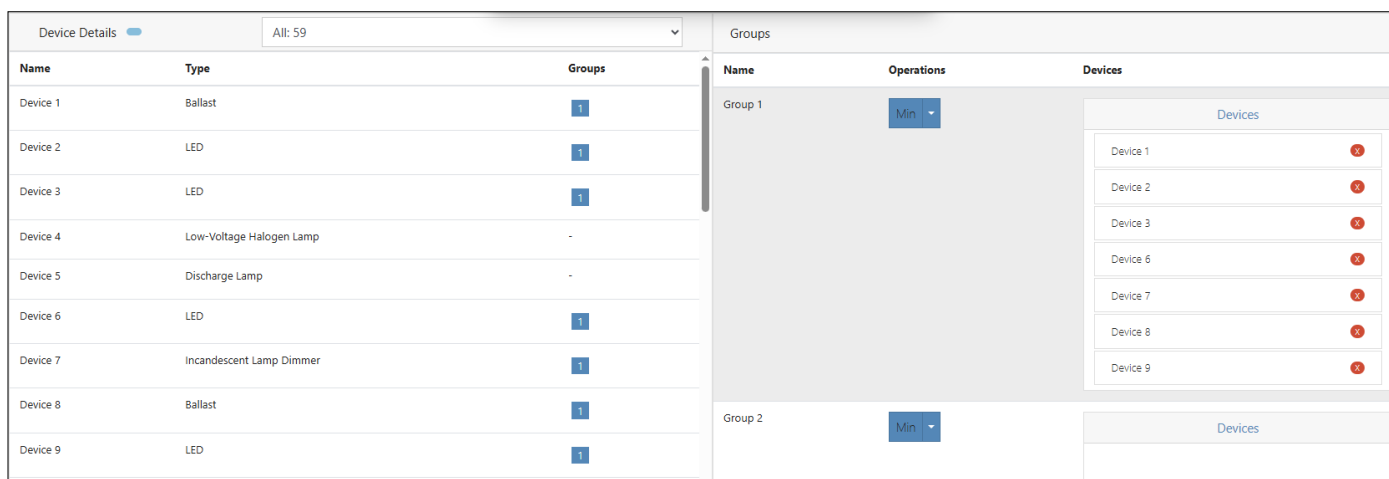 Device Details
All: 59
Name Type Groups
Device 1 Ballast 1
Device 2 LED 1
Device 3 LED 1
Device 4 Low-Voltage Halogen Lamp -
Device 5 Discharge Lamp -
Device 6 LED 1
Device 7 Incandescent Lamp Dimmer 1
Device 8 Ballast 1
Device 9 LED 1
Groups
Name Operations Devices
Group 1 Min Devices
Device 1 X
Device 2 X
Device 3 X
Device 6 X
Device 7 X
Device 8 X
Device 9 X
Group 2 Min Devices